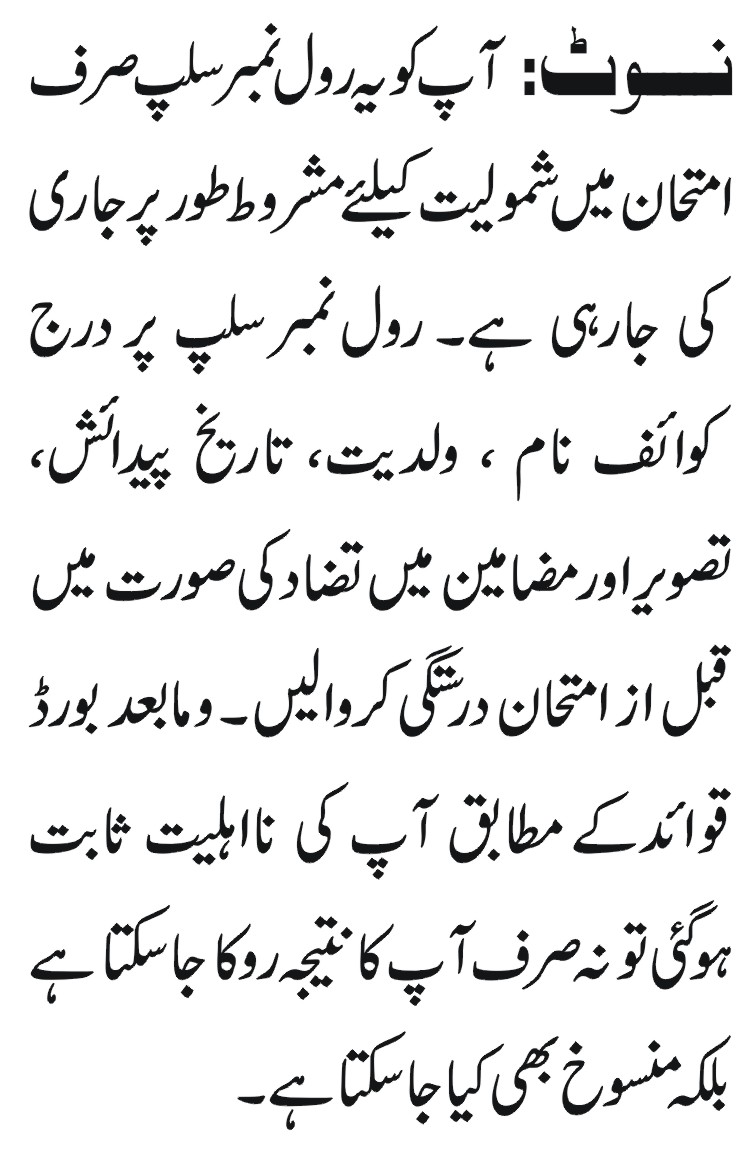 نوٹ: آپ کو یہ رول نمبر سلپ صرف
امتحان میں شمولیت کیلئے مشروط طور پر جاری
کی جارہی ہے۔ رول نمبر سلپ پر درج
کوائف نام ، ولدیت، تاریخ پیدائش،
تصویر اور مضامین میں تضاد کی صورت میں
قبل از امتحان درستگی کروالیں۔ و مابعد بورڈ
قوائد کے مطابق آپ کی نااہلیت ثابت
ہوگئی تو نہ صرف آپ کا نتیجہ روکا جاسکتا ہے
بلکہ منسوخ بھی کیا جاسکتا ہے۔